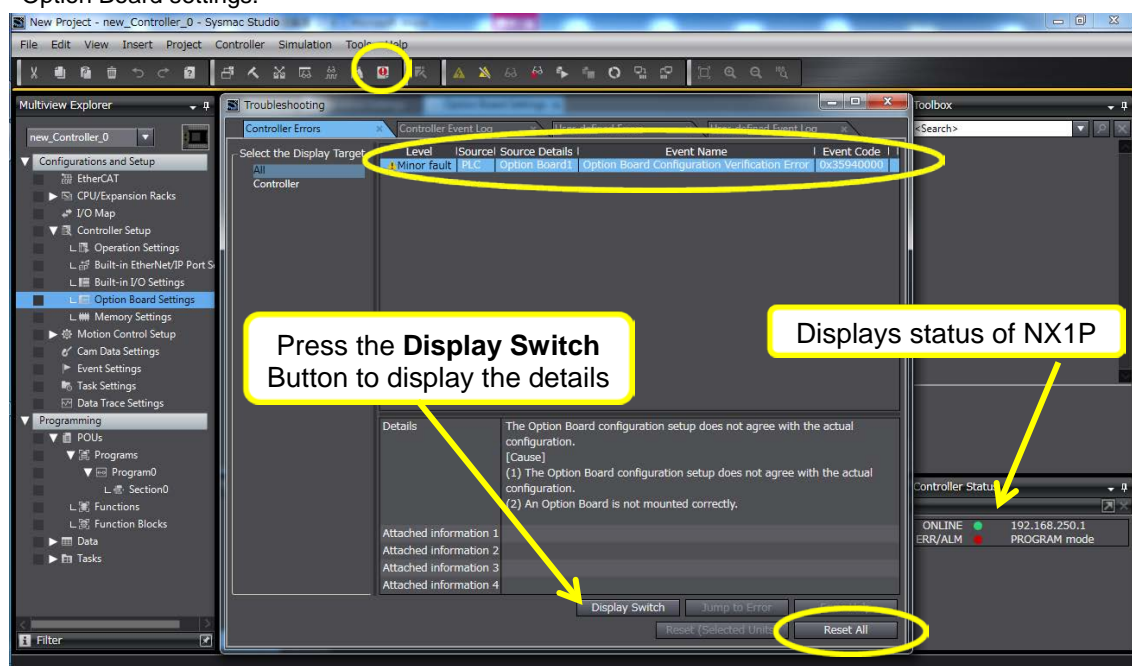 Option Board settings.
New Project - new_Controller_0 - Sysmac Studio
File Edit View Insert Project Controller Simulation Tools Help
Multiview Explorer
new_Controller_0
Configurations and Setup
EtherCAT
CPU/Expansion Racks
I/O Map
Controller Setup
Operation Settings
Built-in EtherNet/IP Port S
Built-in I/O Settings
Option Board Settings
Memory Settings
Motion Control Setup
Cam Data Settings
Event Settings
Task Settings
Data Trace Settings
Programming
POUs
Programs
Program0
Section0
Functions
Function Blocks
Data
Tasks
Filter
Troubleshooting
Controller Errors Controller Event Log
Select the Display Target
All
Controller
Level Source Source Details Event Name Event Code
Minor fault PLC Option Board1 Option Board Configuration Verification Error 0x35940000
Press the Display Switch
Button to display the details
Displays status of NX1P
Details
The Option Board configuration setup does not agree with the actual
configuration.
[Cause]
(1) The Option Board configuration setup does not agree with the actual
configuration.
(2) An Option Board is not mounted correctly.
Attached information 1
Attached information 2
Attached information 3
Attached information 4
Display Switch Jump to Error
Reset (Selected Units) Reset All
Toolbox
<Search>
Controller Status
ONLINE 192.168.250.1
ERR/ALM PROGRAM mode